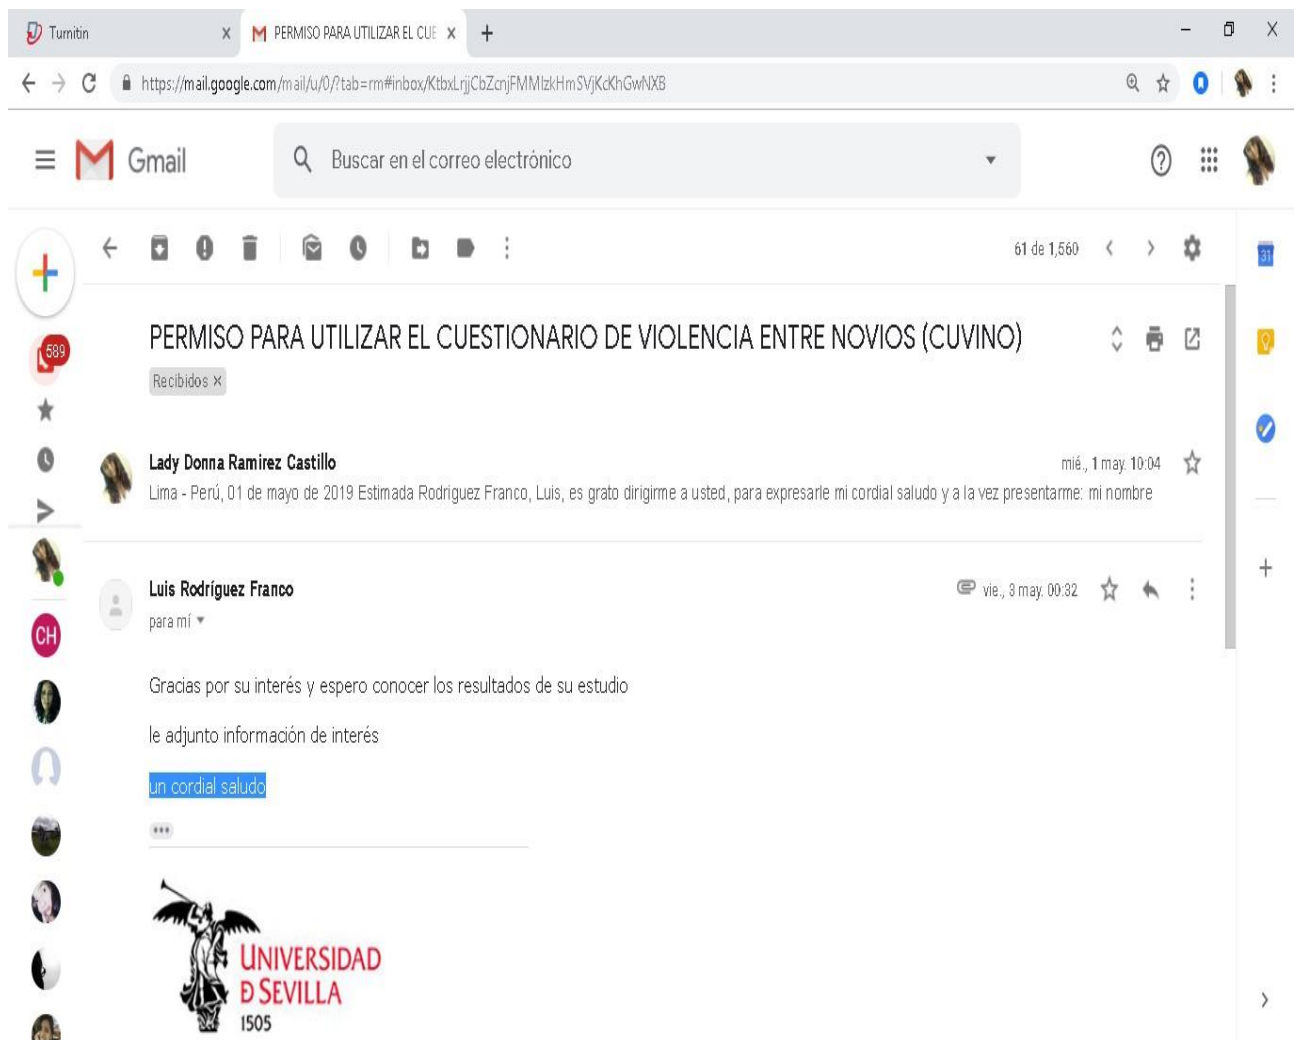 Turnitin
PERMISO PARA UTILIZAR EL CUE
https://mail.google.com/mail/u/0/?tab=rm#inbox/KtbxLrjjCbZcnjFMMlzkHmSVjKcKhGwNXB
Gmail
Buscar en el correo electrónico
61 de 1,560
31
PERMISO PARA UTILIZAR EL CUESTIONARIO DE VIOLENCIA ENTRE NOVIOS (CUVINO)
589
Recibidos ×
Lady Donna Ramirez Castillo
mié., 1 may. 10:04
Lima - Perú, 01 de mayo de 2019 Estimada Rodriguez Franco, Luis, es grato dirigirme a usted, para expresarle mi cordial saludo y a la vez presentarme: mi nombre
Luis Rodríguez Franco
vie., 3 may. 00:32
para mí
CH
Gracias por su interés y espero conocer los resultados de su estudio
le adjunto información de interés
un cordial saludo
UNIVERSIDAD
Ð SEVILLA
1505